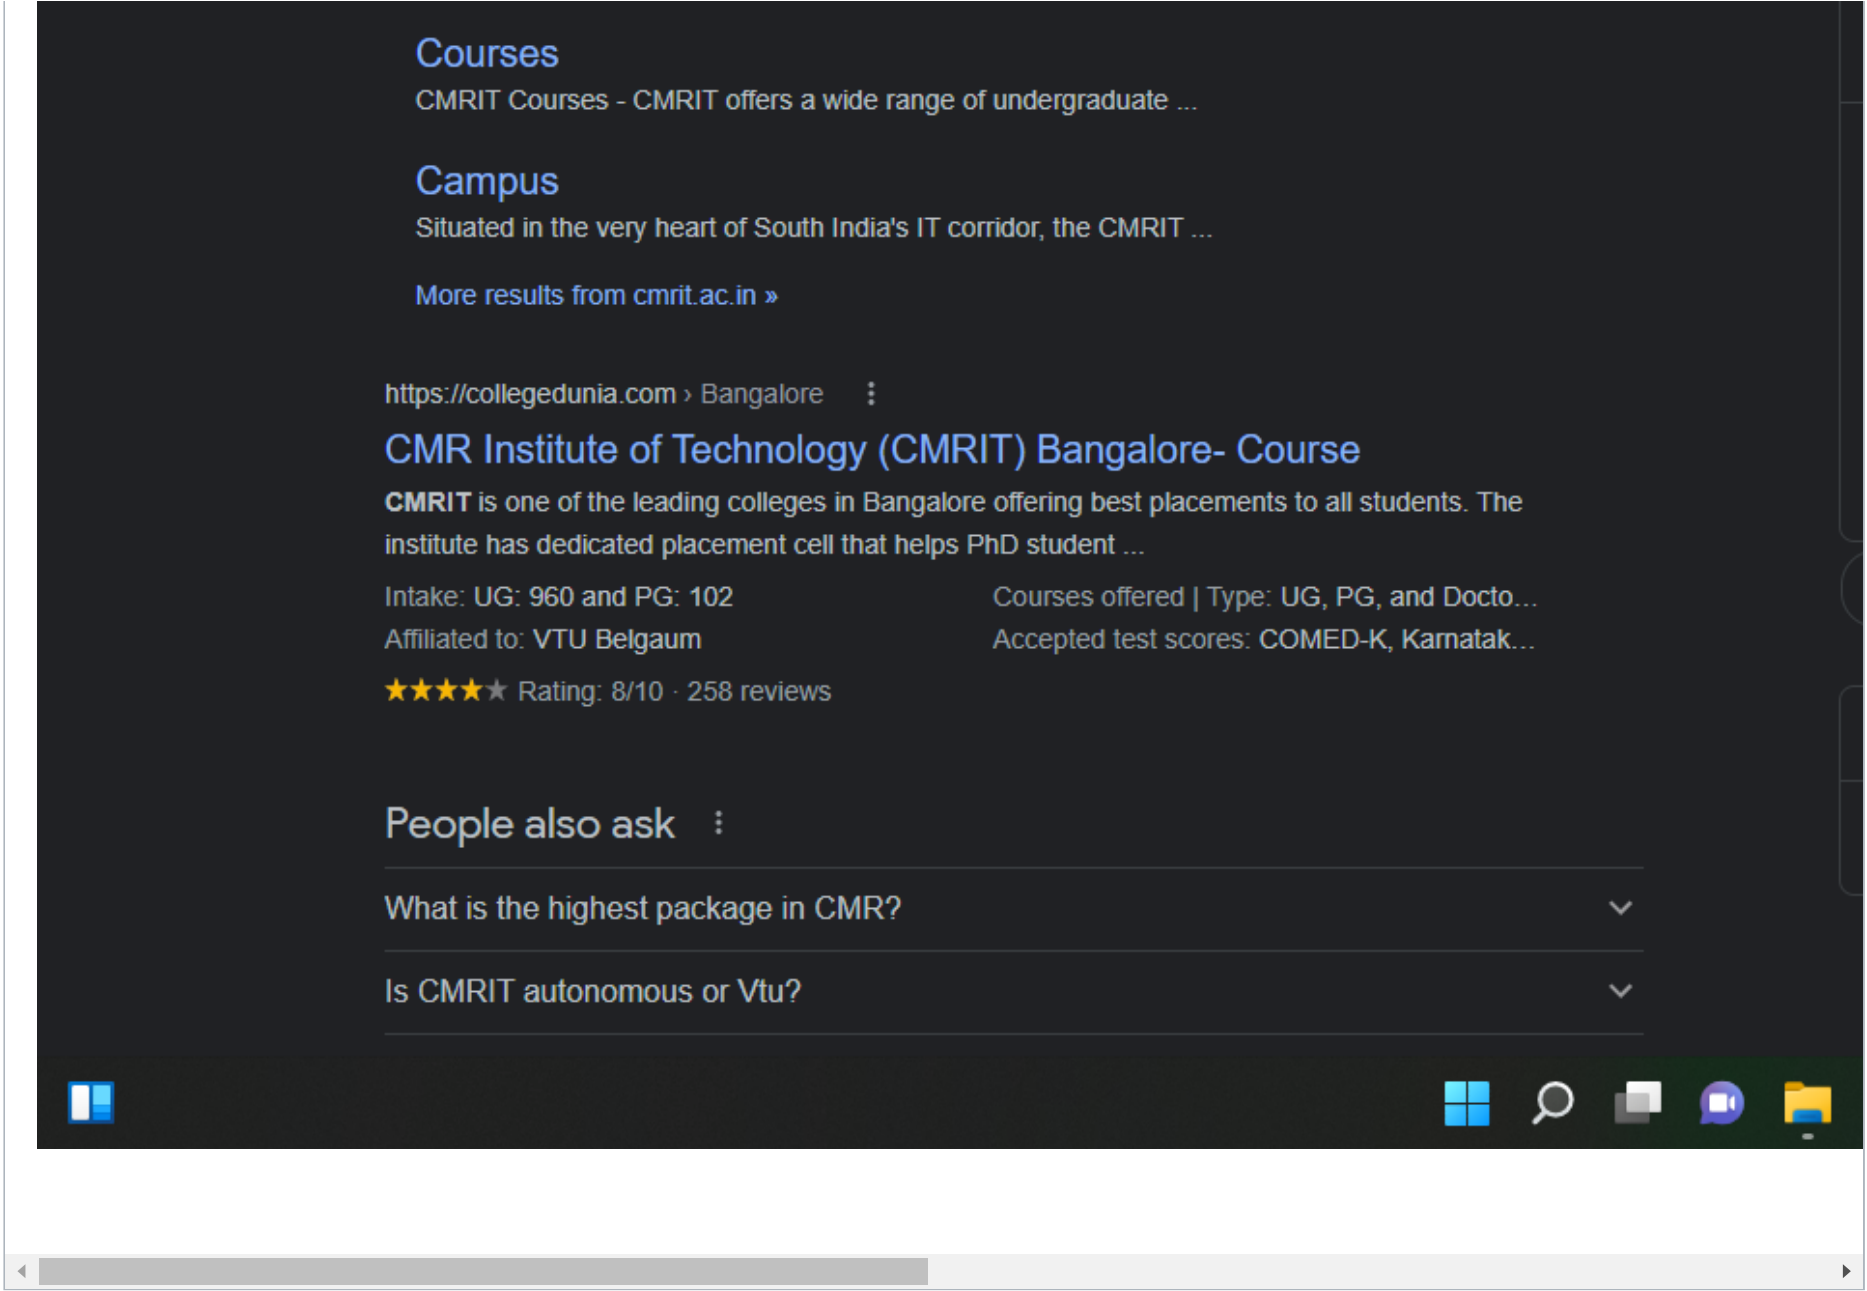 Courses
CMRIT Courses - CMRIT offers a wide range of undergraduate ...
Campus
Situated in the very heart of South India's IT corridor, the CMRIT ...
More results from cmrit.ac.in »
https://collegedunia.com › Bangalore
CMR Institute of Technology (CMRIT) Bangalore- Course
CMRIT is one of the leading colleges in Bangalore offering best placements to all students. The
institute has dedicated placement cell that helps PhD student ...
Intake: UG: 960 and PG: 102 Courses offered | Type: UG, PG, and Docto...
Affiliated to: VTU Belgaum Accepted test scores: COMED-K, Karnatak...
Rating: 8/10 · 258 reviews
People also ask
What is the highest package in CMR?
Is CMRIT autonomous or Vtu?